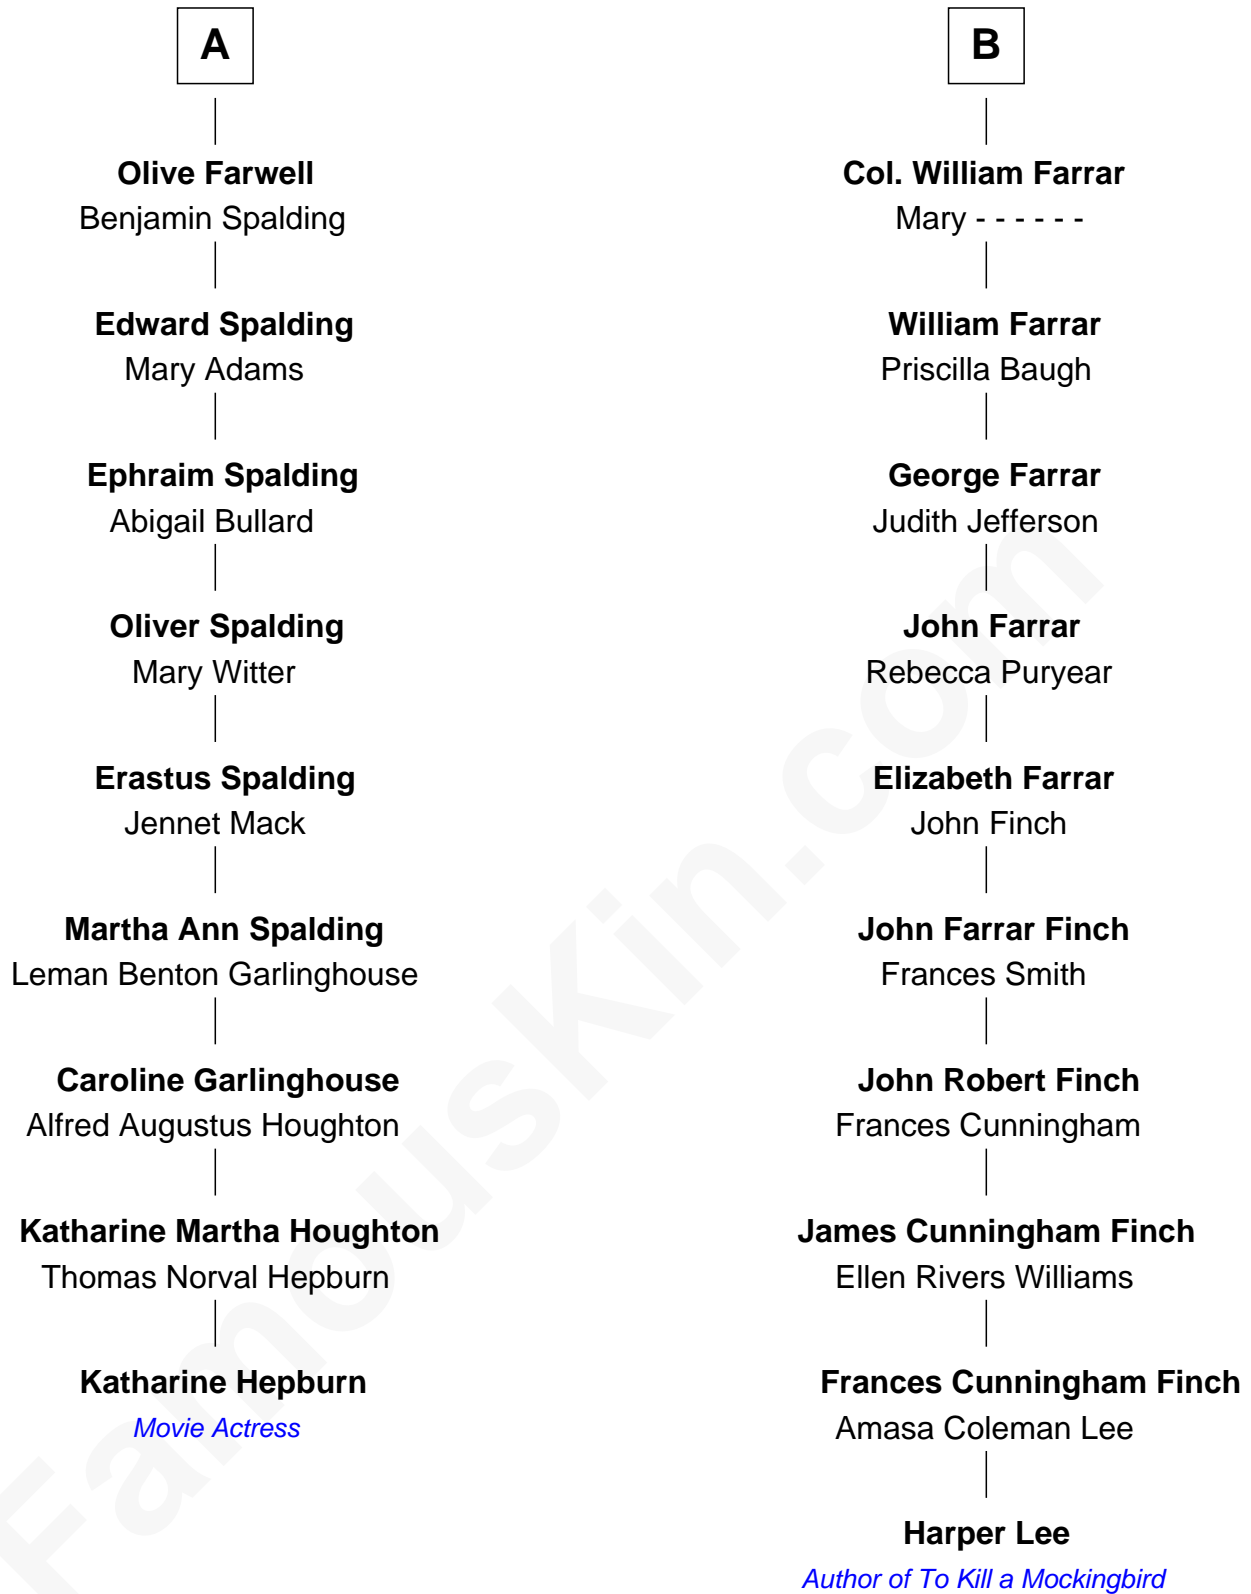 A
Olive Farwell
Benjamin Spalding
Edward Spalding
Mary Adams
Ephraim Spalding
Abigail Bullard
Oliver Spalding
Mary Witter
Erastus Spalding
Jennet Mack
Martha Ann Spalding
Leman Benton Garlinghouse
Caroline Garlinghouse
Alfred Augustus Houghton
Katharine Martha Houghton
Thomas Norval Hepburn
Katharine Hepburn
Movie Actress
B
Col. William Farrar
Mary - - - - - -
William Farrar
Priscilla Baugh
George Farrar
Judith Jefferson
John Farrar
Rebecca Puryear
Elizabeth Farrar
John Finch
John Farrar Finch
Frances Smith
John Robert Finch
Frances Cunningham
James Cunningham Finch
Ellen Rivers Williams
Frances Cunningham Finch
Amasa Coleman Lee
Harper Lee
Author of To Kill a Mockingbird
FamousKin.com